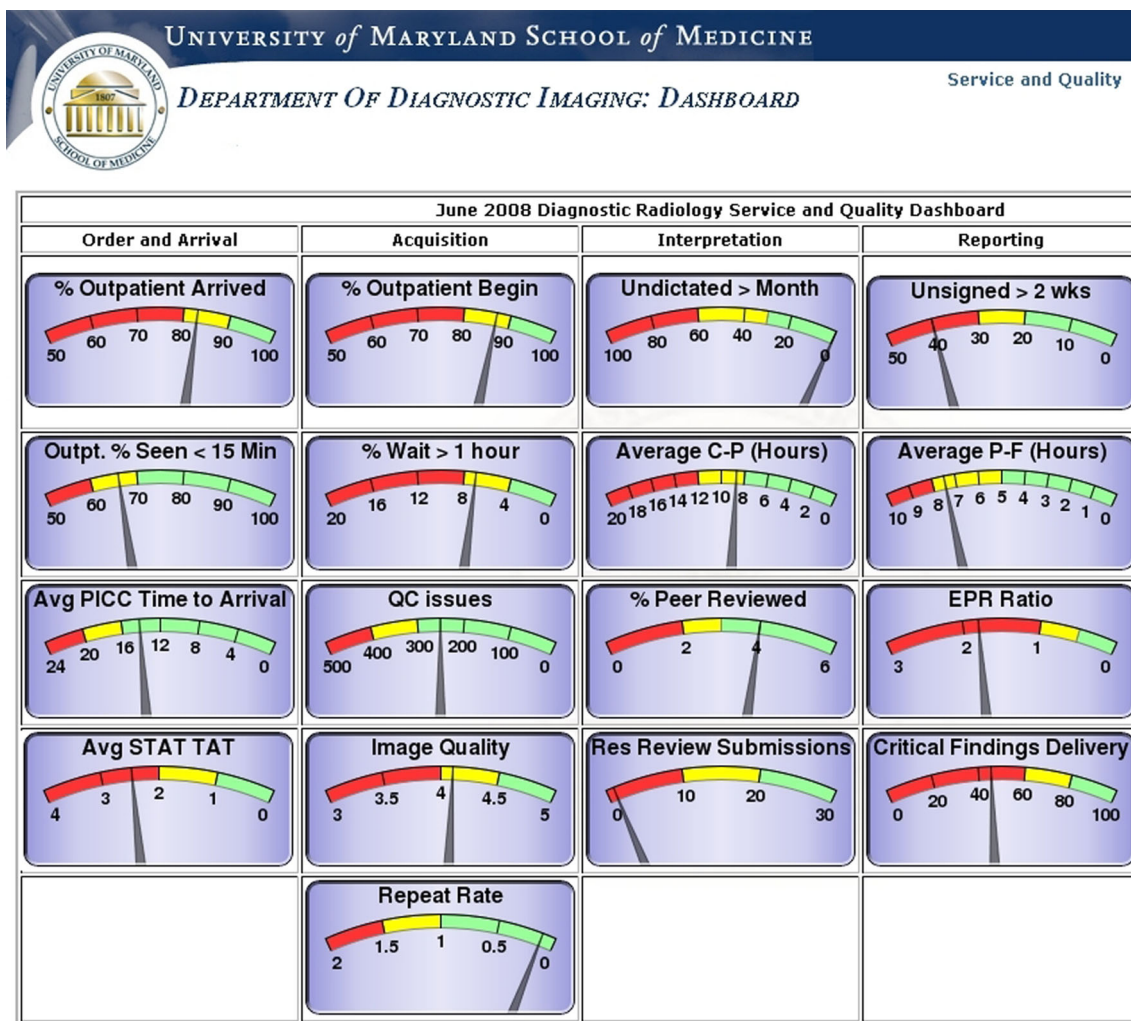 UNIVERSITY of MARYLAND SCHOOL of MEDICINE
UNIVERSITY OF MARYLAND
1807
SCHOOL OF MEDICINE
DEPARTMENT OF DIAGNOSTIC IMAGING: DASHBOARD
Service and Quality
June 2008 Diagnostic Radiology Service and Quality Dashboard
Order and Arrival
Acquisition
Interpretation
Reporting
% Outpatient Arrived
50 60 70 80 90 100
% Outpatient Begin
50 60 70 80 90 100
Undictated > Month
100 80 60 40 20 0
Unsigned > 2 wks
50 40 30 20 10 0
Outpt. % Seen < 15 Min
50 60 70 80 90 100
% Wait > 1 hour
20 16 12 8 4 0
Average C-P (Hours)
20 18 16 14 12 10 8 6 4 2 0
Average P-F (Hours)
10 9 8 7 6 5 4 3 2 1 0
Avg PICC Time to Arrival
24 20 16 12 8 4 0
QC issues
500 400 300 200 100 0
% Peer Reviewed
0 2 4 6
EPR Ratio
3 2 1 0
Avg STAT TAT
4 3 2 1 0
Image Quality
3 3.5 4 4.5 5
Res Review Submissions
0 10 20 30
Critical Findings Delivery
0 20 40 60 80 100
Repeat Rate
2 1.5 1 0.5 0